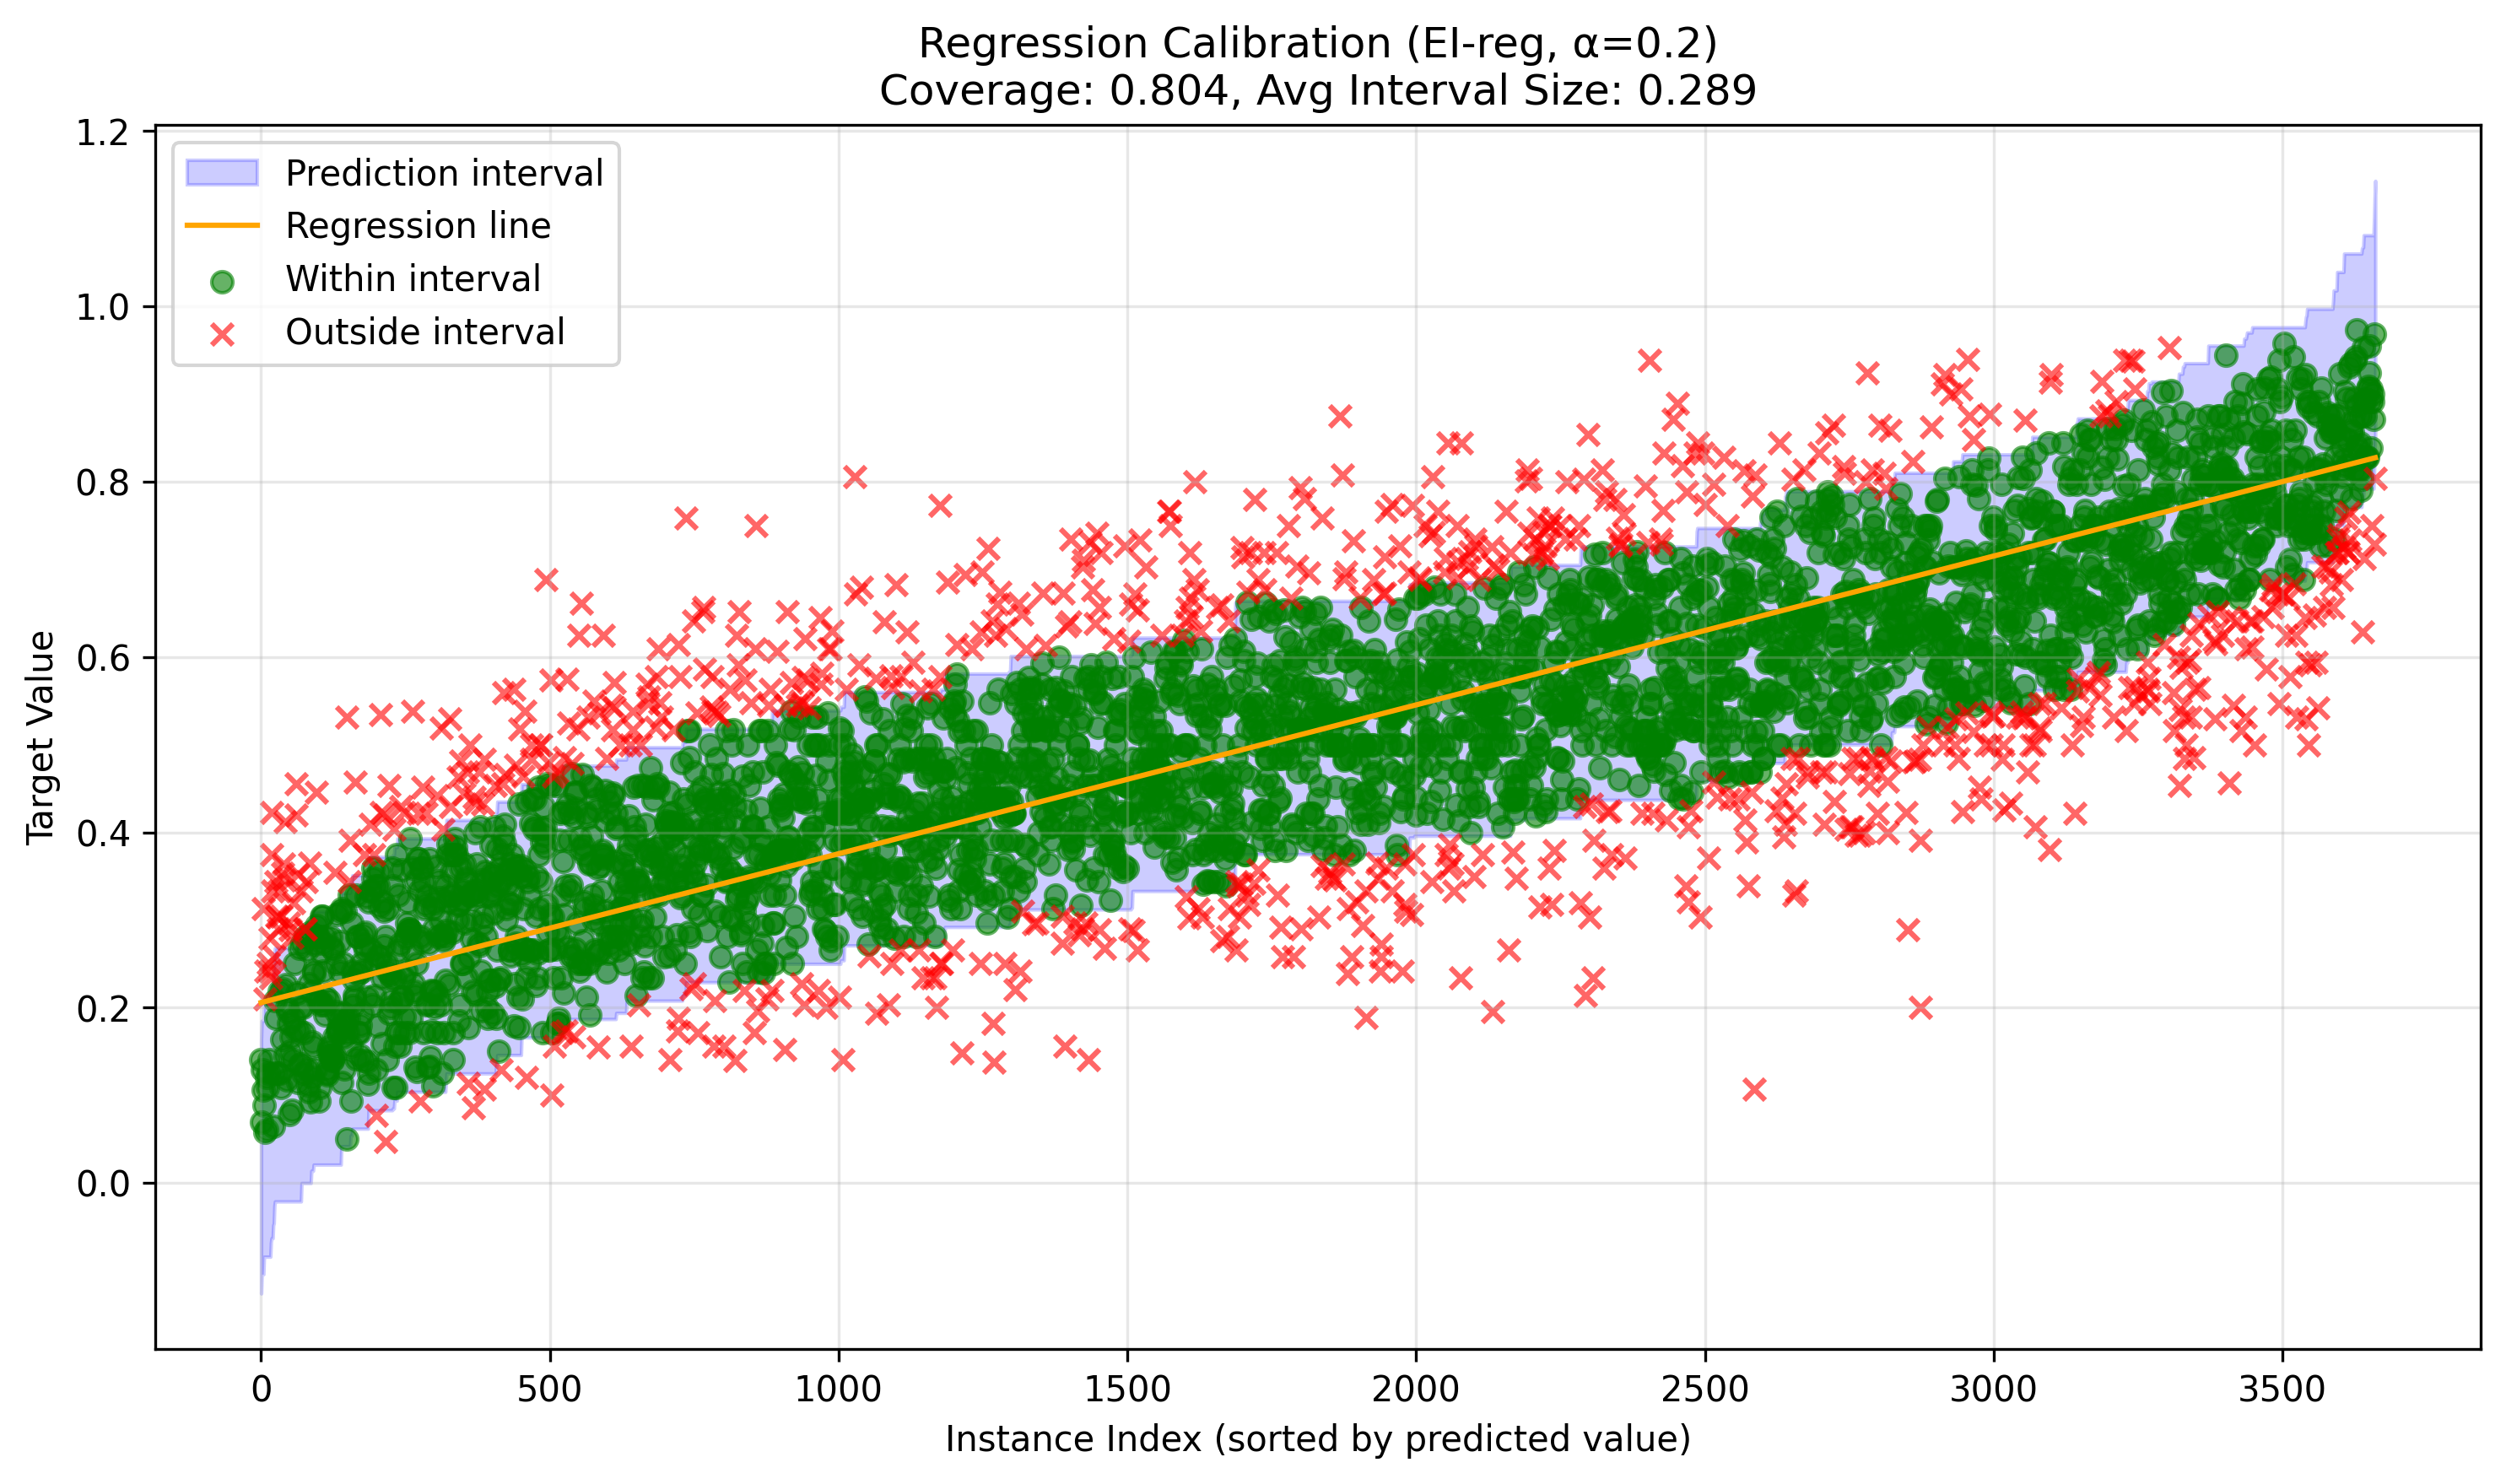 Regression Calibration (EI-reg, α=0.2)
Coverage: 0.804, Avg Interval Size: 0.289
Prediction interval
Regression line
Within interval
Outside interval
Target Value
1.2
1.0
0.8
0.6
0.4
0.2
0.0
0 500 1000 1500 2000 2500 3000 3500
Instance Index (sorted by predicted value)